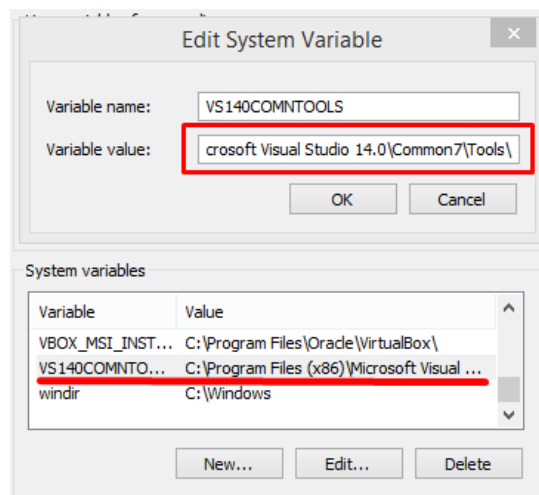 Edit System Variable
Variable name: VS140COMNTOOLS
Variable value: crosoft Visual Studio 14.0\Common7\Tools\
OK Cancel
System variables
Variable Value
VBOX_MSI_INST... C:\Program Files\Oracle\VirtualBox\
VS140COMNTO... C:\Program Files (x86)\Microsoft Visual ...
windir C:\Windows
New... Edit... Delete